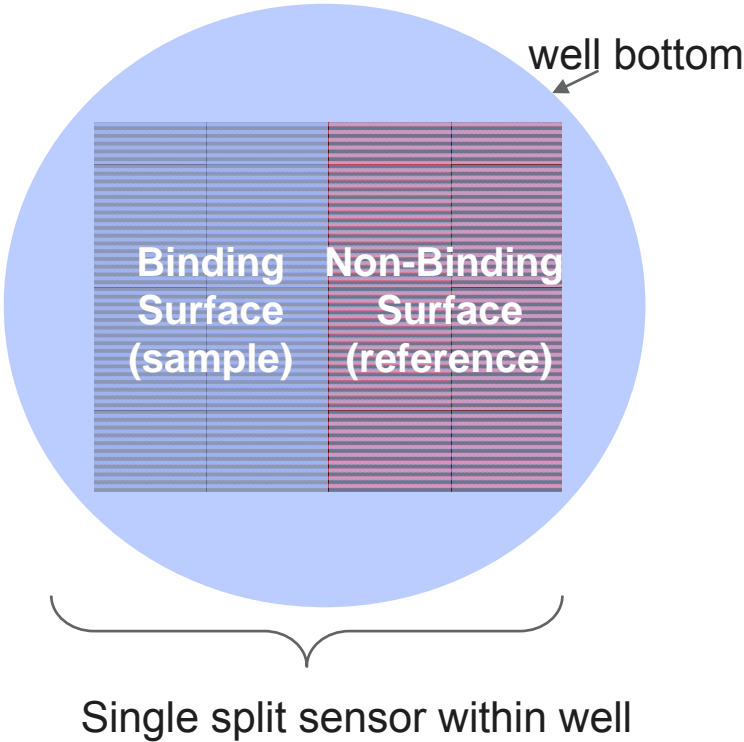 well bottom
Binding
Surface
(sample)
Non-Binding
Surface
(reference)
Single split sensor within well